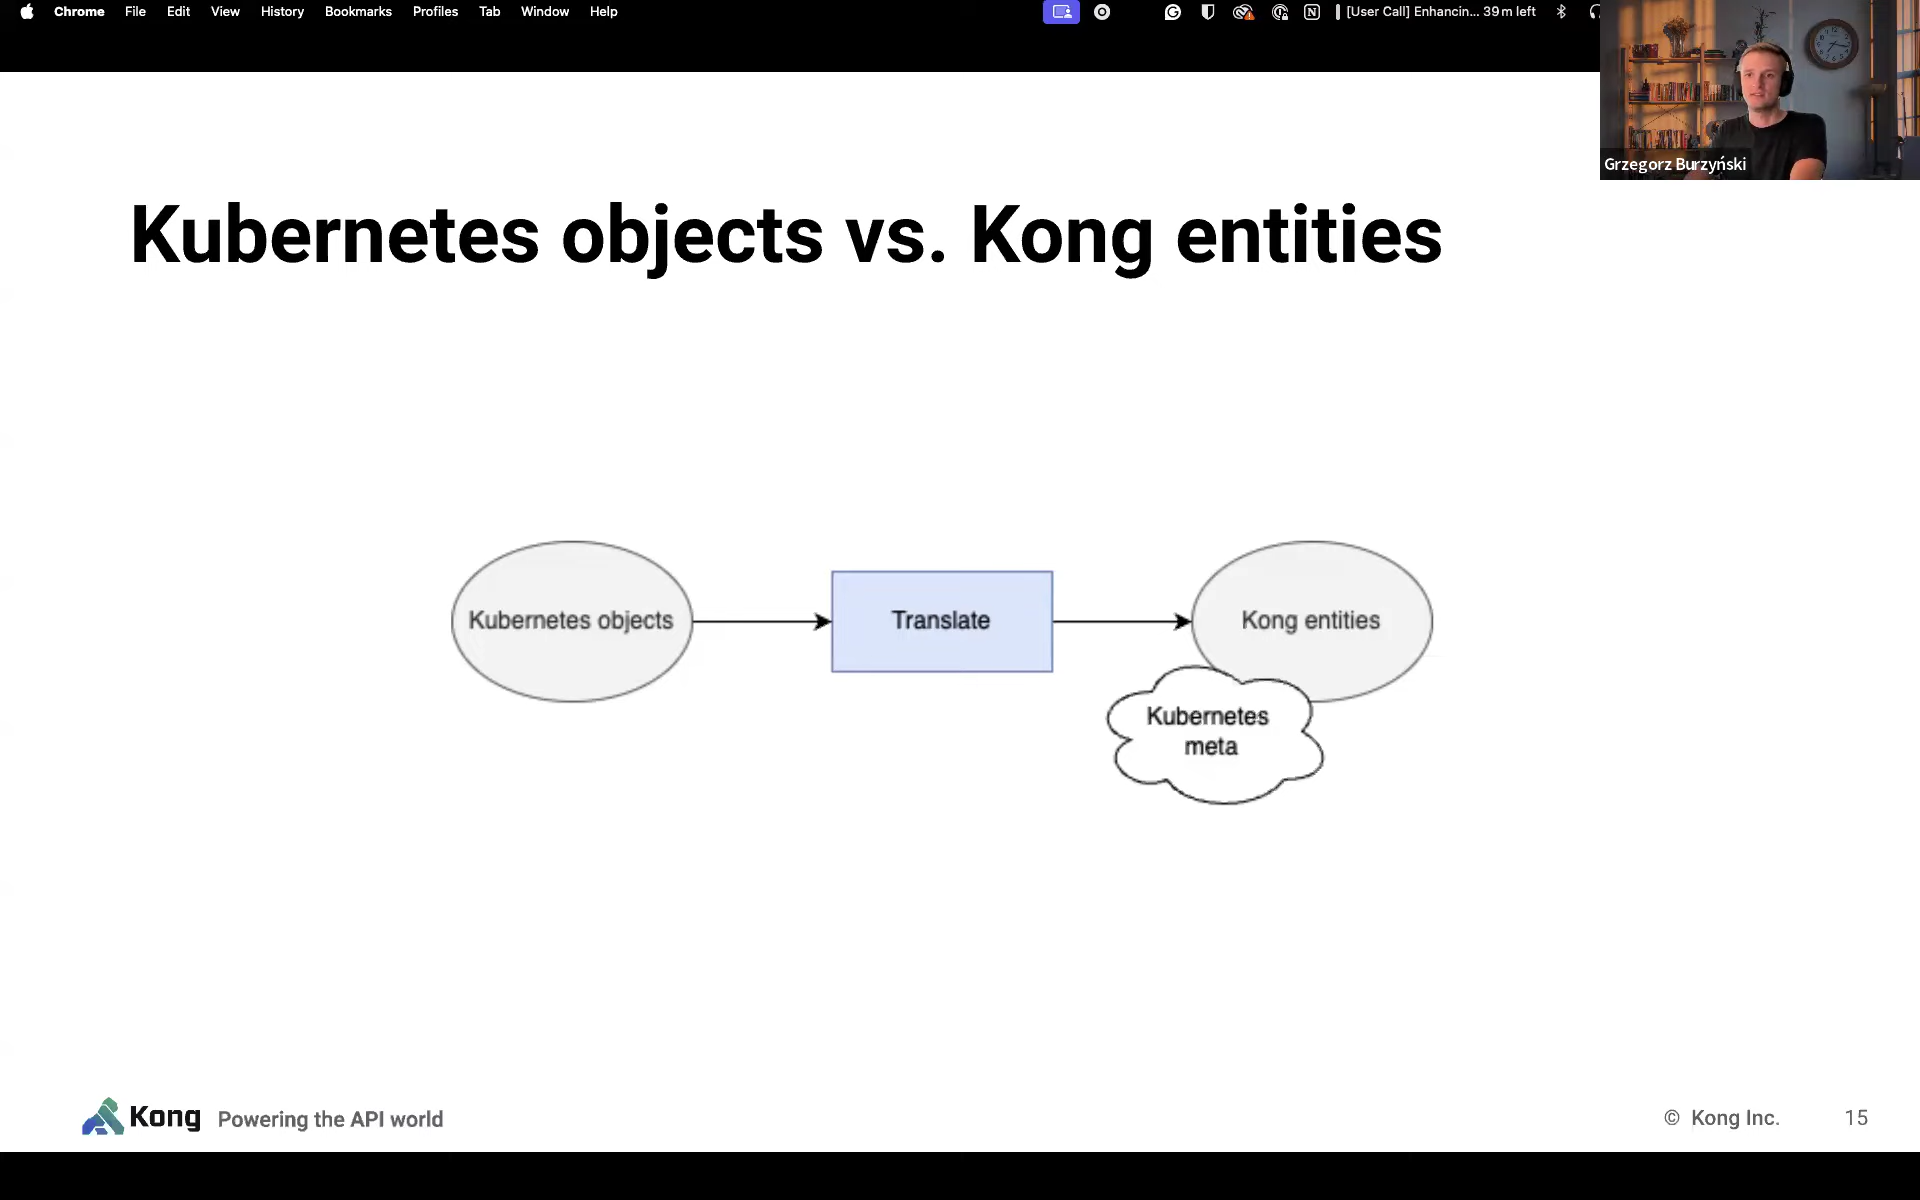 Chrome File Edit View History Bookmarks Profiles Tab Window Help
[User Call] Enhancin... 39 m left
Grzegorz Burzyński
Kubernetes objects vs. Kong entities
Kubernetes objects
Translate
Kong entities
Kubernetes
meta
Kong Powering the API world
© Kong Inc. 15